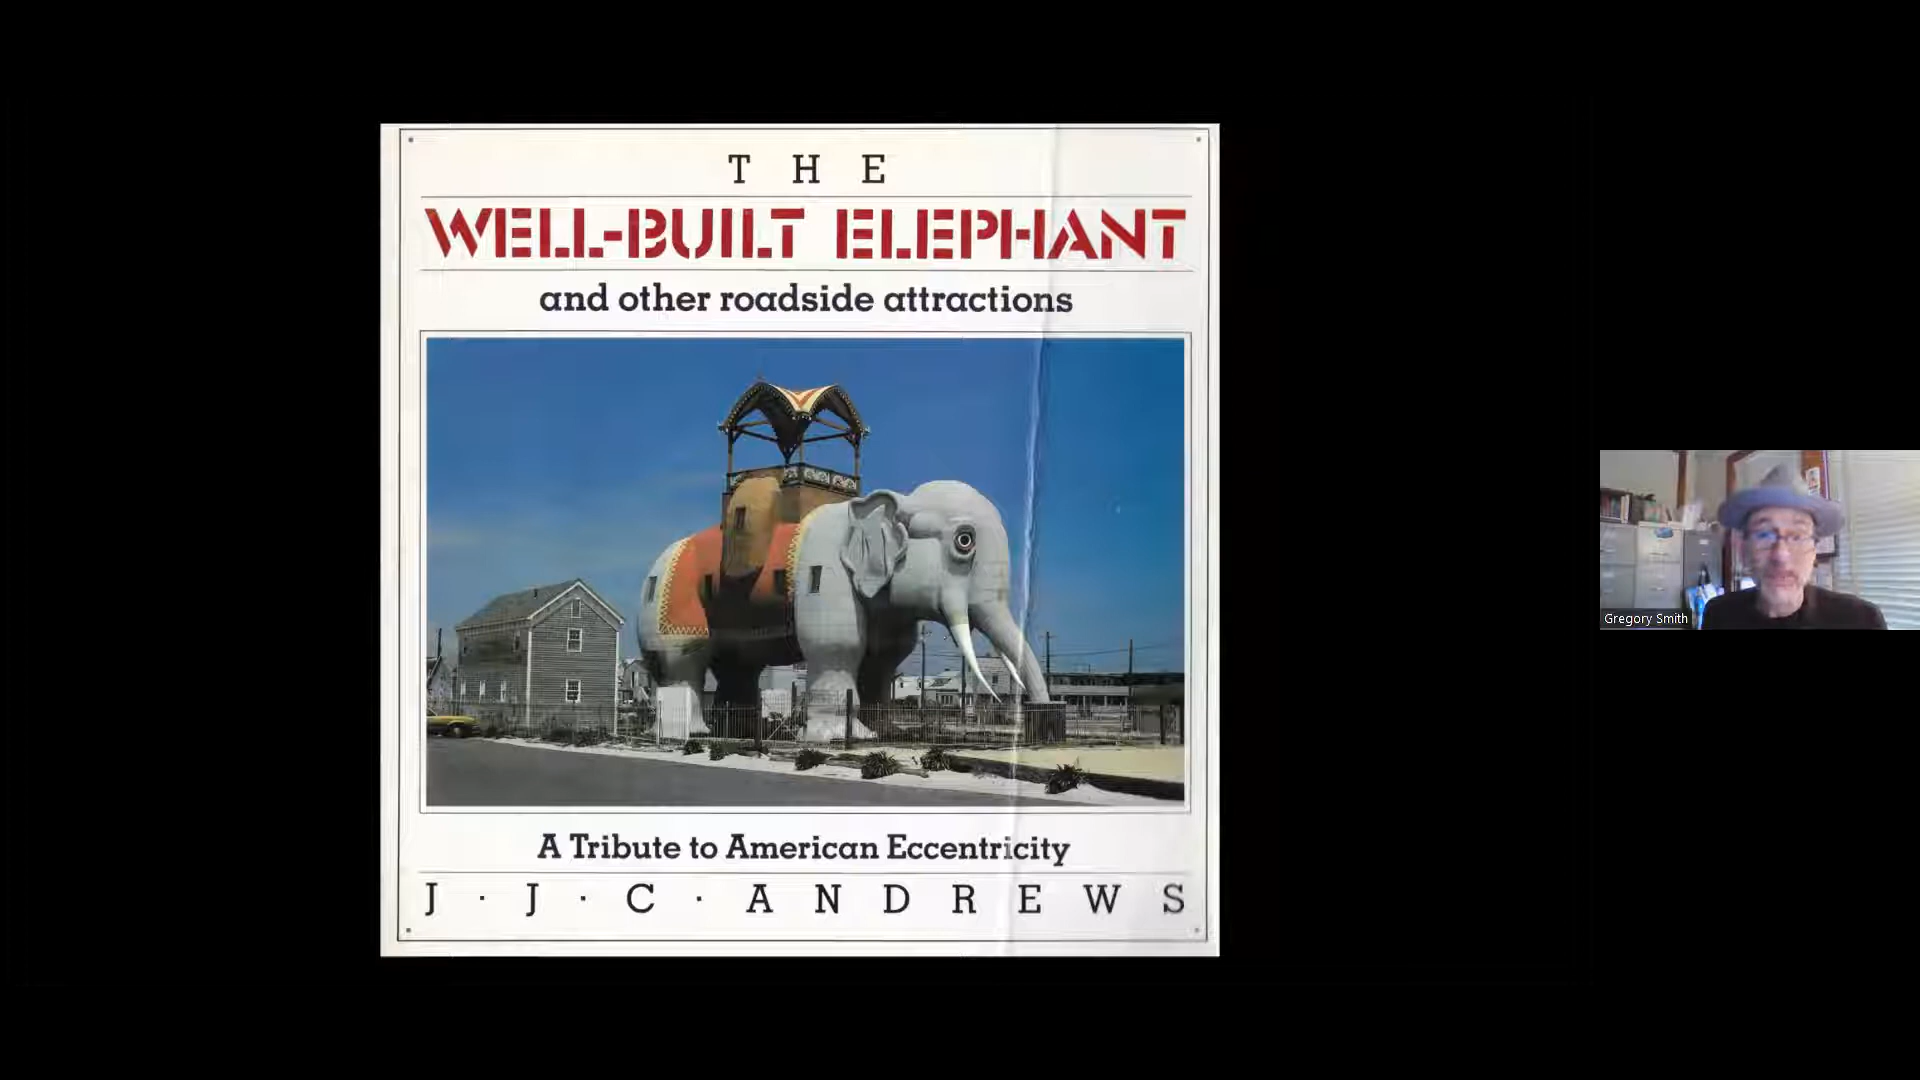 THE
WELL-BUILT ELEPHANT
and other roadside attractions
A Tribute to American Eccentricity
J·J·C·ANDREWS
Gregory Smith